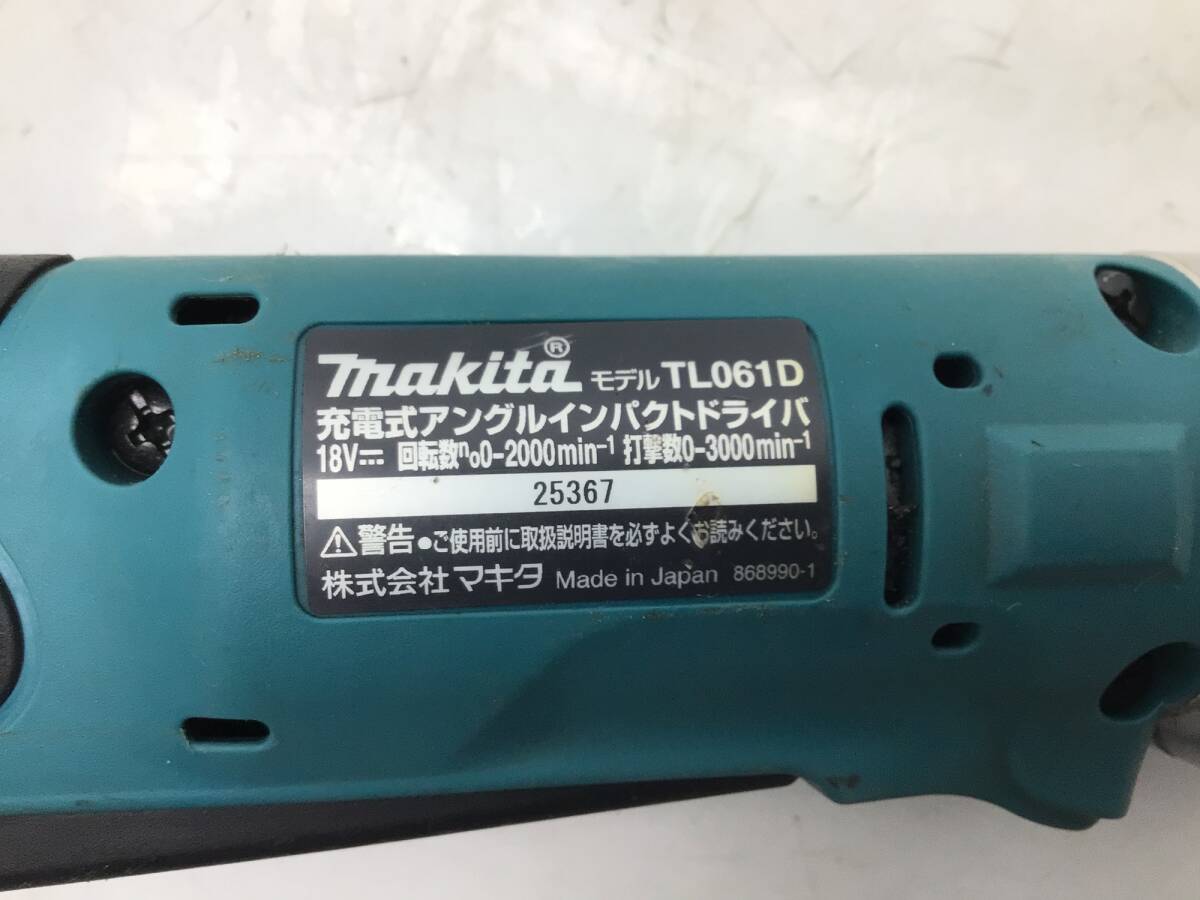 makita® モデル TL061D
充電式アングルインパクトドライバ
18V⎓ 回転数n₀0-2000min⁻¹ 打撃数0-3000min⁻¹
25367
⚠警告 ●ご使用前に取扱説明書を必ずよくお読みください。
株式会社 マキタ Made in Japan 868990-1